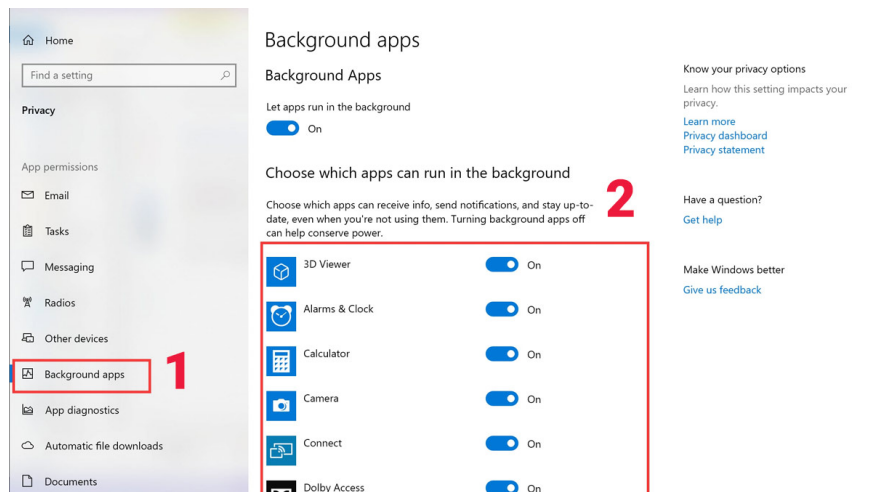 Home
Find a setting
Privacy
App permissions
Email
Tasks
Messaging
Radios
Other devices
Background apps
1
App diagnostics
Automatic file downloads
Documents
Background apps
Background Apps
Let apps run in the background
On
Choose which apps can run in the background
2
Choose which apps can receive info, send notifications, and stay up-to-
date, even when you're not using them. Turning background apps off
can help conserve power.
3D Viewer On
Alarms & Clock On
Calculator On
Camera On
Connect On
Dolby Access On
Know your privacy options
Learn how this setting impacts your
privacy.
Learn more
Privacy dashboard
Privacy statement
Have a question?
Get help
Make Windows better
Give us feedback